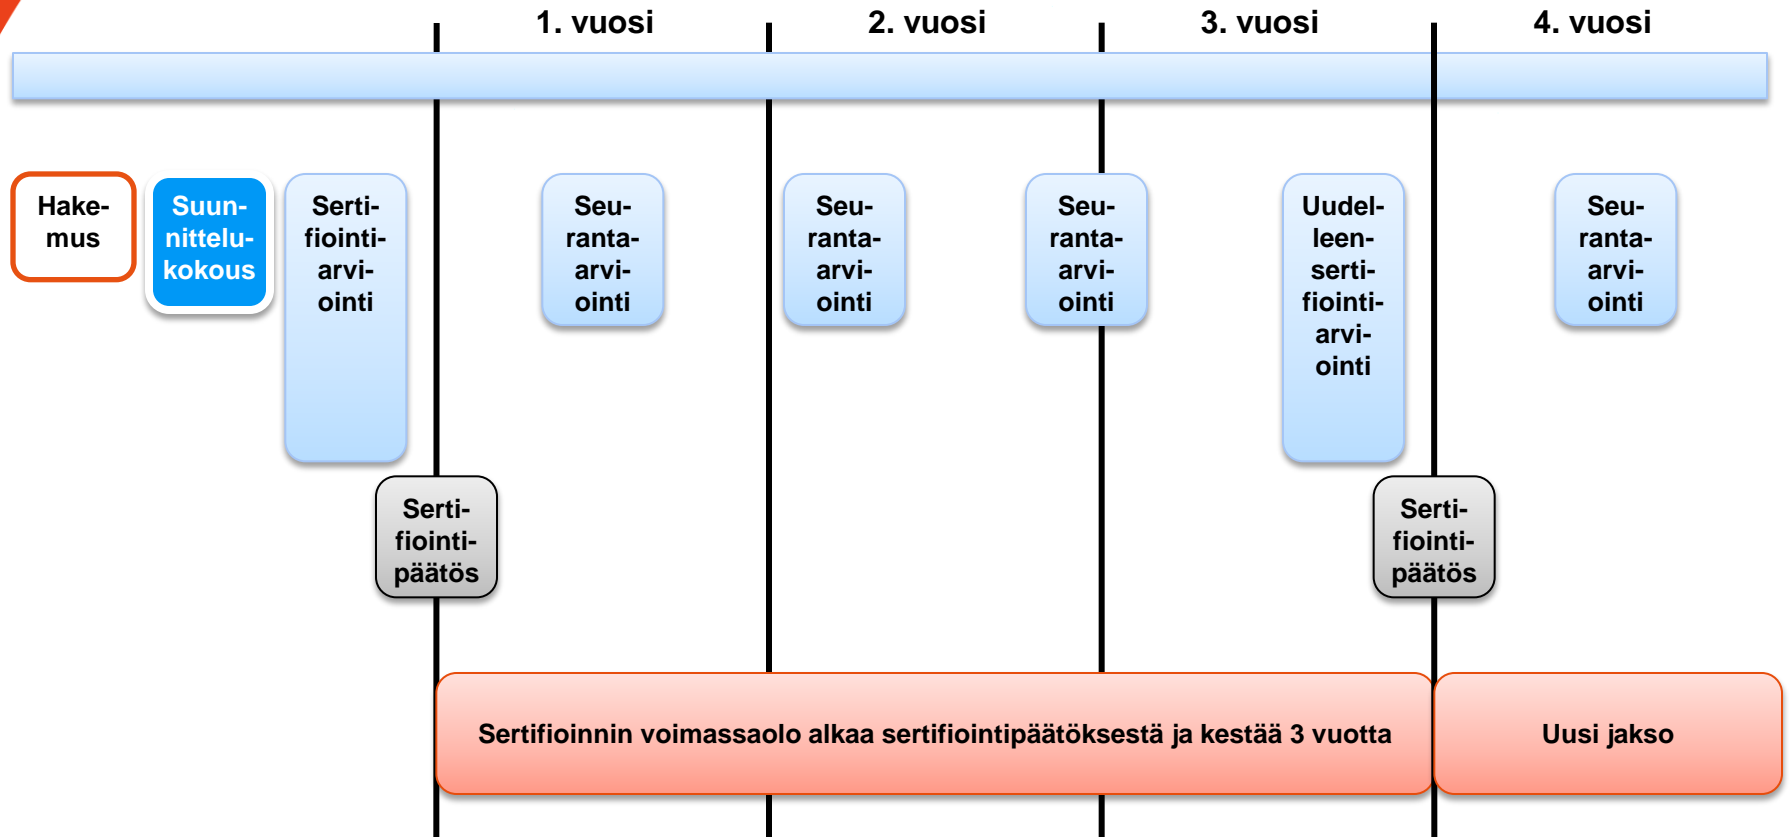 1. vuosi
2. vuosi
3. vuosi
4. vuosi
Hake-
mus
Suun-
nittelu-
kokous
Serti-
fiointi-
arvi-
ointi
Seu-
ranta-
arvi-
ointi
Seu-
ranta-
arvi-
ointi
Seu-
ranta-
arvi-
ointi
Uudel-
leen-
serti-
fiointi-
arvi-
ointi
Seu-
ranta-
arvi-
ointi
Serti-
fiointi-
päätös
Serti-
fiointi-
päätös
Sertifioinnin voimassaolo alkaa sertifiointipäätöksestä ja kestää 3 vuotta
Uusi jakso